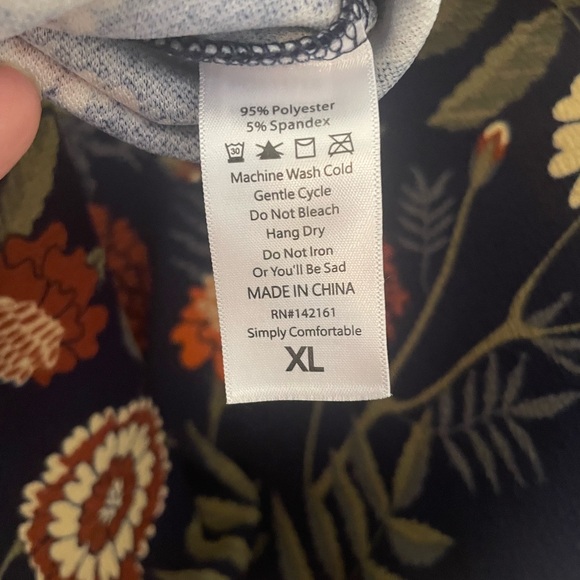 95% Polyester
5% Spandex
30
Machine Wash Cold
Gentle Cycle
Do Not Bleach
Hang Dry
Do Not Iron
Or You'll Be Sad
MADE IN CHINA
RN#142161
Simply Comfortable
XL